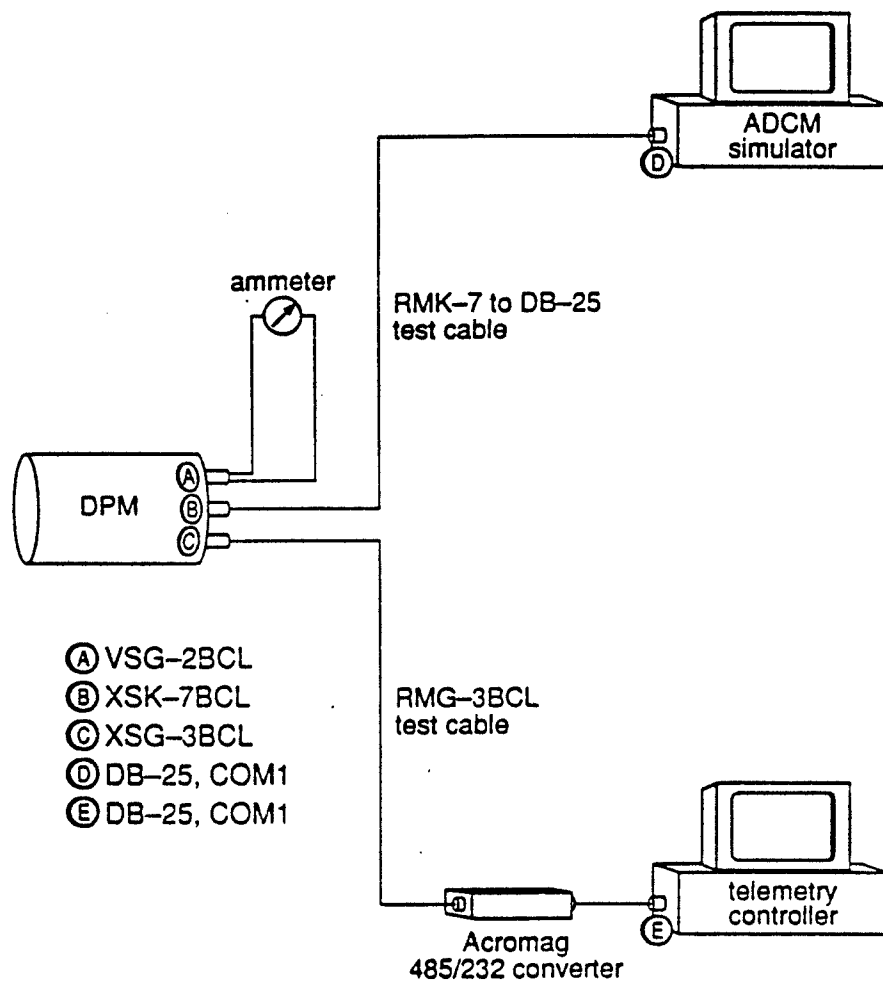 ADCM
simulator
D
ammeter
RMK–7 to DB–25
test cable
DPM
A
B
C
A VSG–2BCL
B XSK–7BCL
C XSG–3BCL
D DB–25, COM1
E DB–25, COM1
RMG–3BCL
test cable
telemetry
controller
E
Acromag
485/232 converter